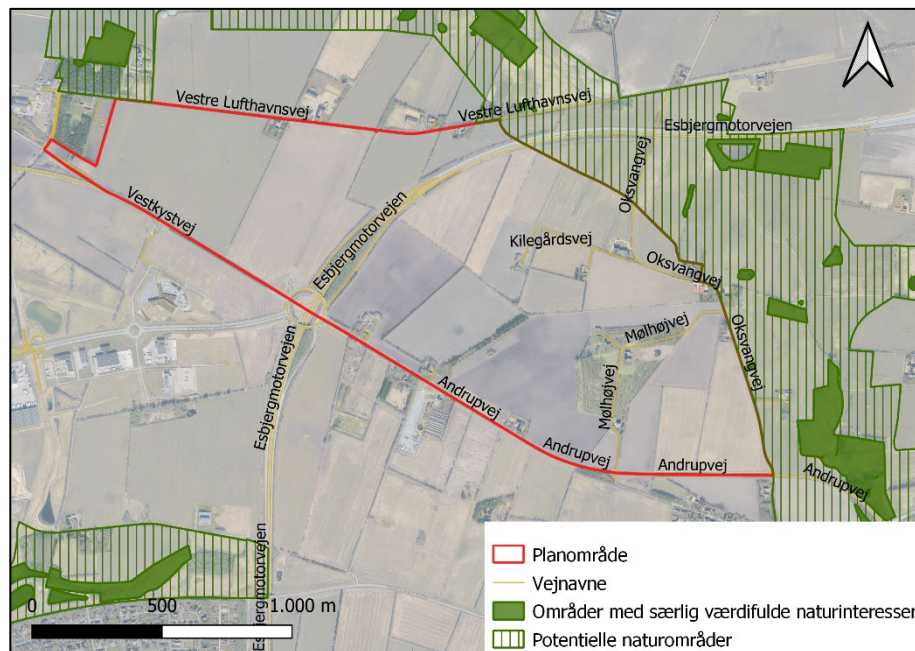 Vestre Lufthavnsvej
Vestre Lufthavnsvej
Esbjergmotorvejen
Vestkystvej
Esbjergmotorvejen
Oksvangvej
Kilegårdsvej
Oksvangvej
Mølhøjvej
Oksvangvej
Esbjergmotorvejen
Andrupvej
Mølhøjvej
Andrupvej
Andrupvej
Andrupvej
Esbjergmotorvejen
0 500 1.000 m
Planområde
Vejnavne
Områder med særlig værdifulde naturinteresser
Potentielle naturområder